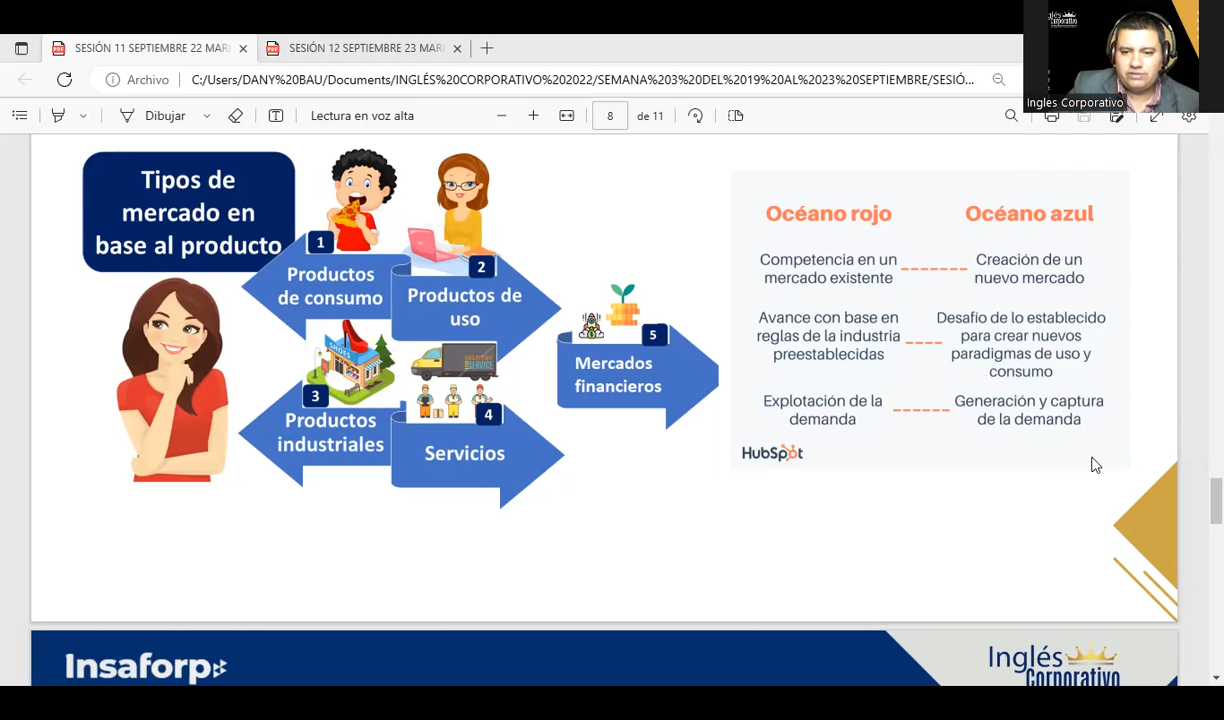 SESIÓN 11 SEPTIEMBRE 22 MAR
SESIÓN 12 SEPTIEMBRE 23 MAR
Archivo
C:/Users/DANY%20BAU/Documents/INGLÉS%20CORPORATIVO%202022/SEMANA%203%20DEL%2019%20AL%2023%20SEPTIEMBRE/SESIÓ...
Dibujar
Lectura en voz alta
8
de 11
Inglés
Corporativo
Ingles Corporativo
Tipos de
mercado en
base al producto
1
Productos
de consumo
2
Productos de
uso
SHOES
3
Productos
industriales
4
Servicios
5
Mercados
financieros
Océano rojo
Océano azul
Competencia en un
mercado existente
Creación de un
nuevo mercado
Avance con base en
reglas de la industria
preestablecidas
Desafío de lo establecido
para crear nuevos
paradigmas de uso y
consumo
Explotación de la
demanda
Generación y captura
de la demanda
HubSpot
Insaforp
Inglés
Corporativo